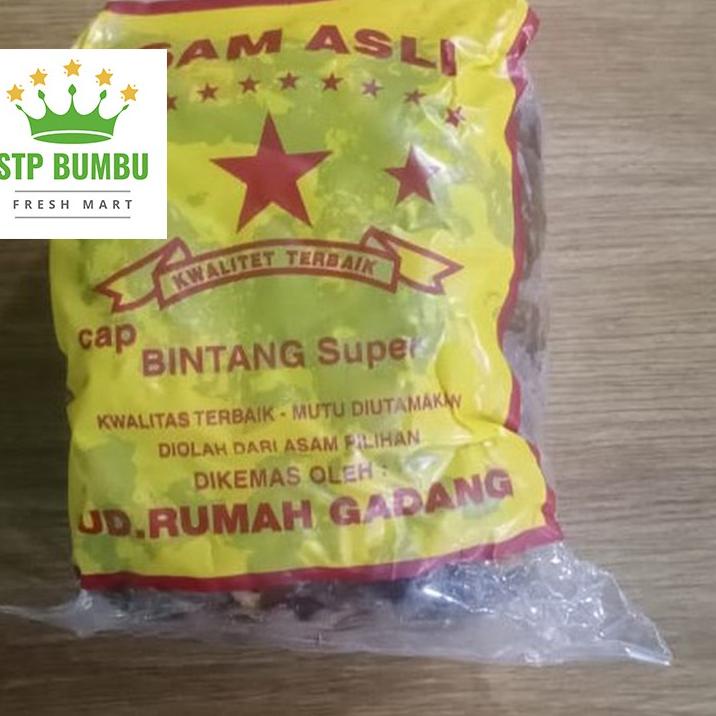 SAM ASLI
STP BUMBU
FRESH MART
KWALITET TERBAIK
cap
BINTANG Super
KWALITAS TERBAIK - MUTU DIUTAMAKAN
DIOLAH DARI ASAM PILIHAN
DIKEMAS OLEH :
UD.RUMAH GADANG